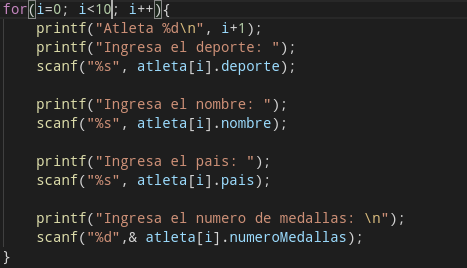 for(i=0; i<10; i++){
printf("Atleta %d\n", i+1);
printf("Ingresa el deporte: ");
scanf("%s", atleta[i].deporte);
printf("Ingresa el nombre: ");
scanf("%s", atleta[i].nombre);
printf("Ingresa el pais: ");
scanf("%s", atleta[i].pais);
printf("Ingresa el numero de medallas: \n");
scanf("%d",& atleta[i].numeroMedallas);
}